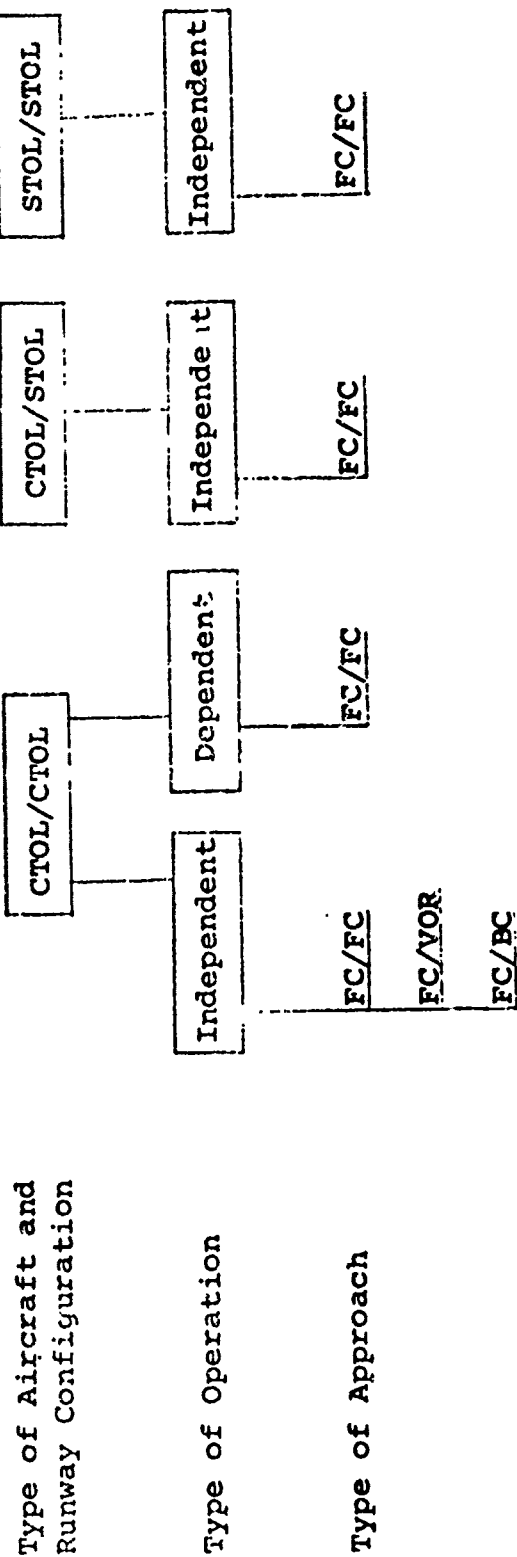 Type of Aircraft and
Runway Configuration
CTOL/CTOL
CTOL/STOL
STOL/STOL
Type of Operation
Independent
Dependent
Independent
Independent
Type of Approach
FC/FC
FC/FC
FC/FC
FC/FC
FC/VOR
FC/BC